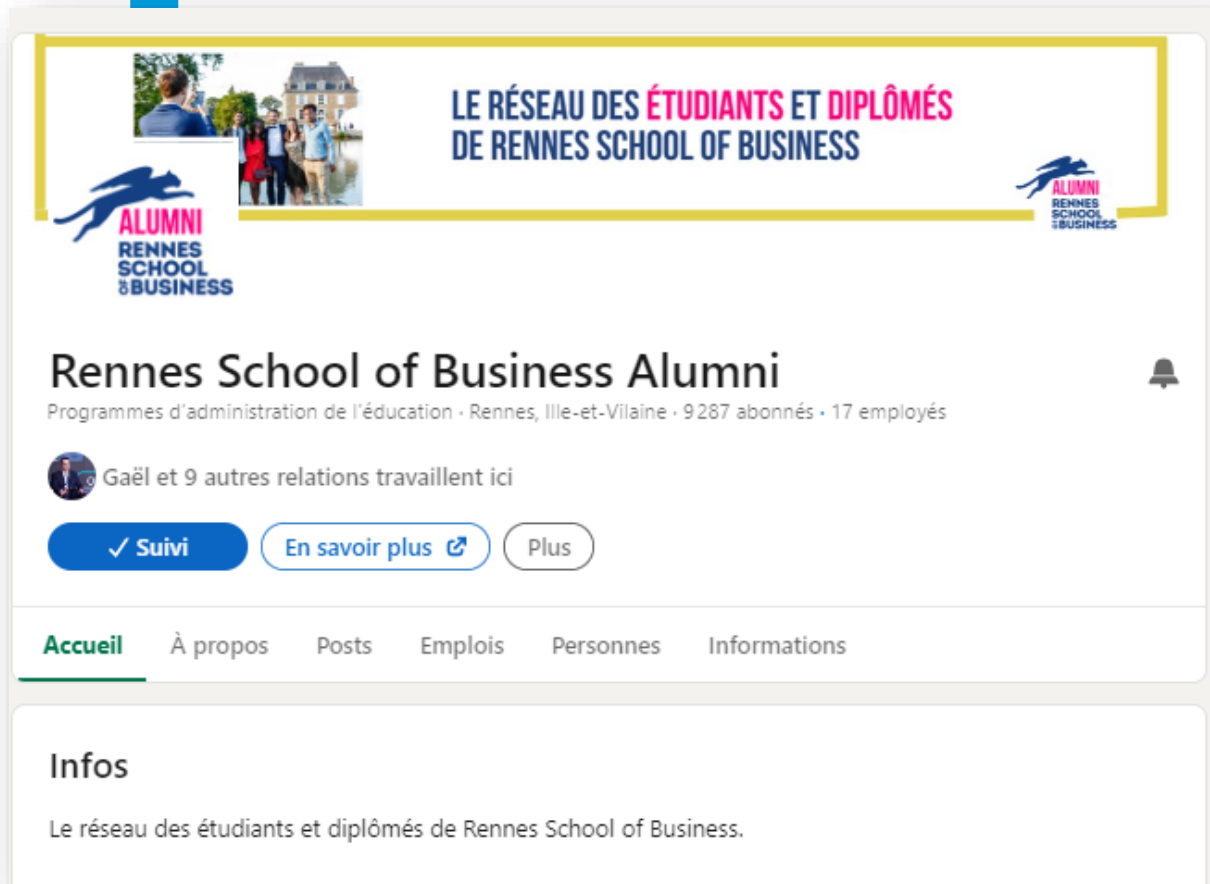 LE RÉSEAU DES ÉTUDIANTS ET DIPLÔMÉS
DE RENNES SCHOOL OF BUSINESS
ALUMNI
RENNES
SCHOOL
OF BUSINESS
ALUMNI
RENNES
SCHOOL
OF BUSINESS
Rennes School of Business Alumni
Programmes d'administration de l'éducation · Rennes, Ille-et-Vilaine · 9 287 abonnés • 17 employés
Gaël et 9 autres relations travaillent ici
✓ Suivi En savoir plus Plus
Accueil À propos Posts Emplois Personnes Informations
Infos
Le réseau des étudiants et diplômés de Rennes School of Business.